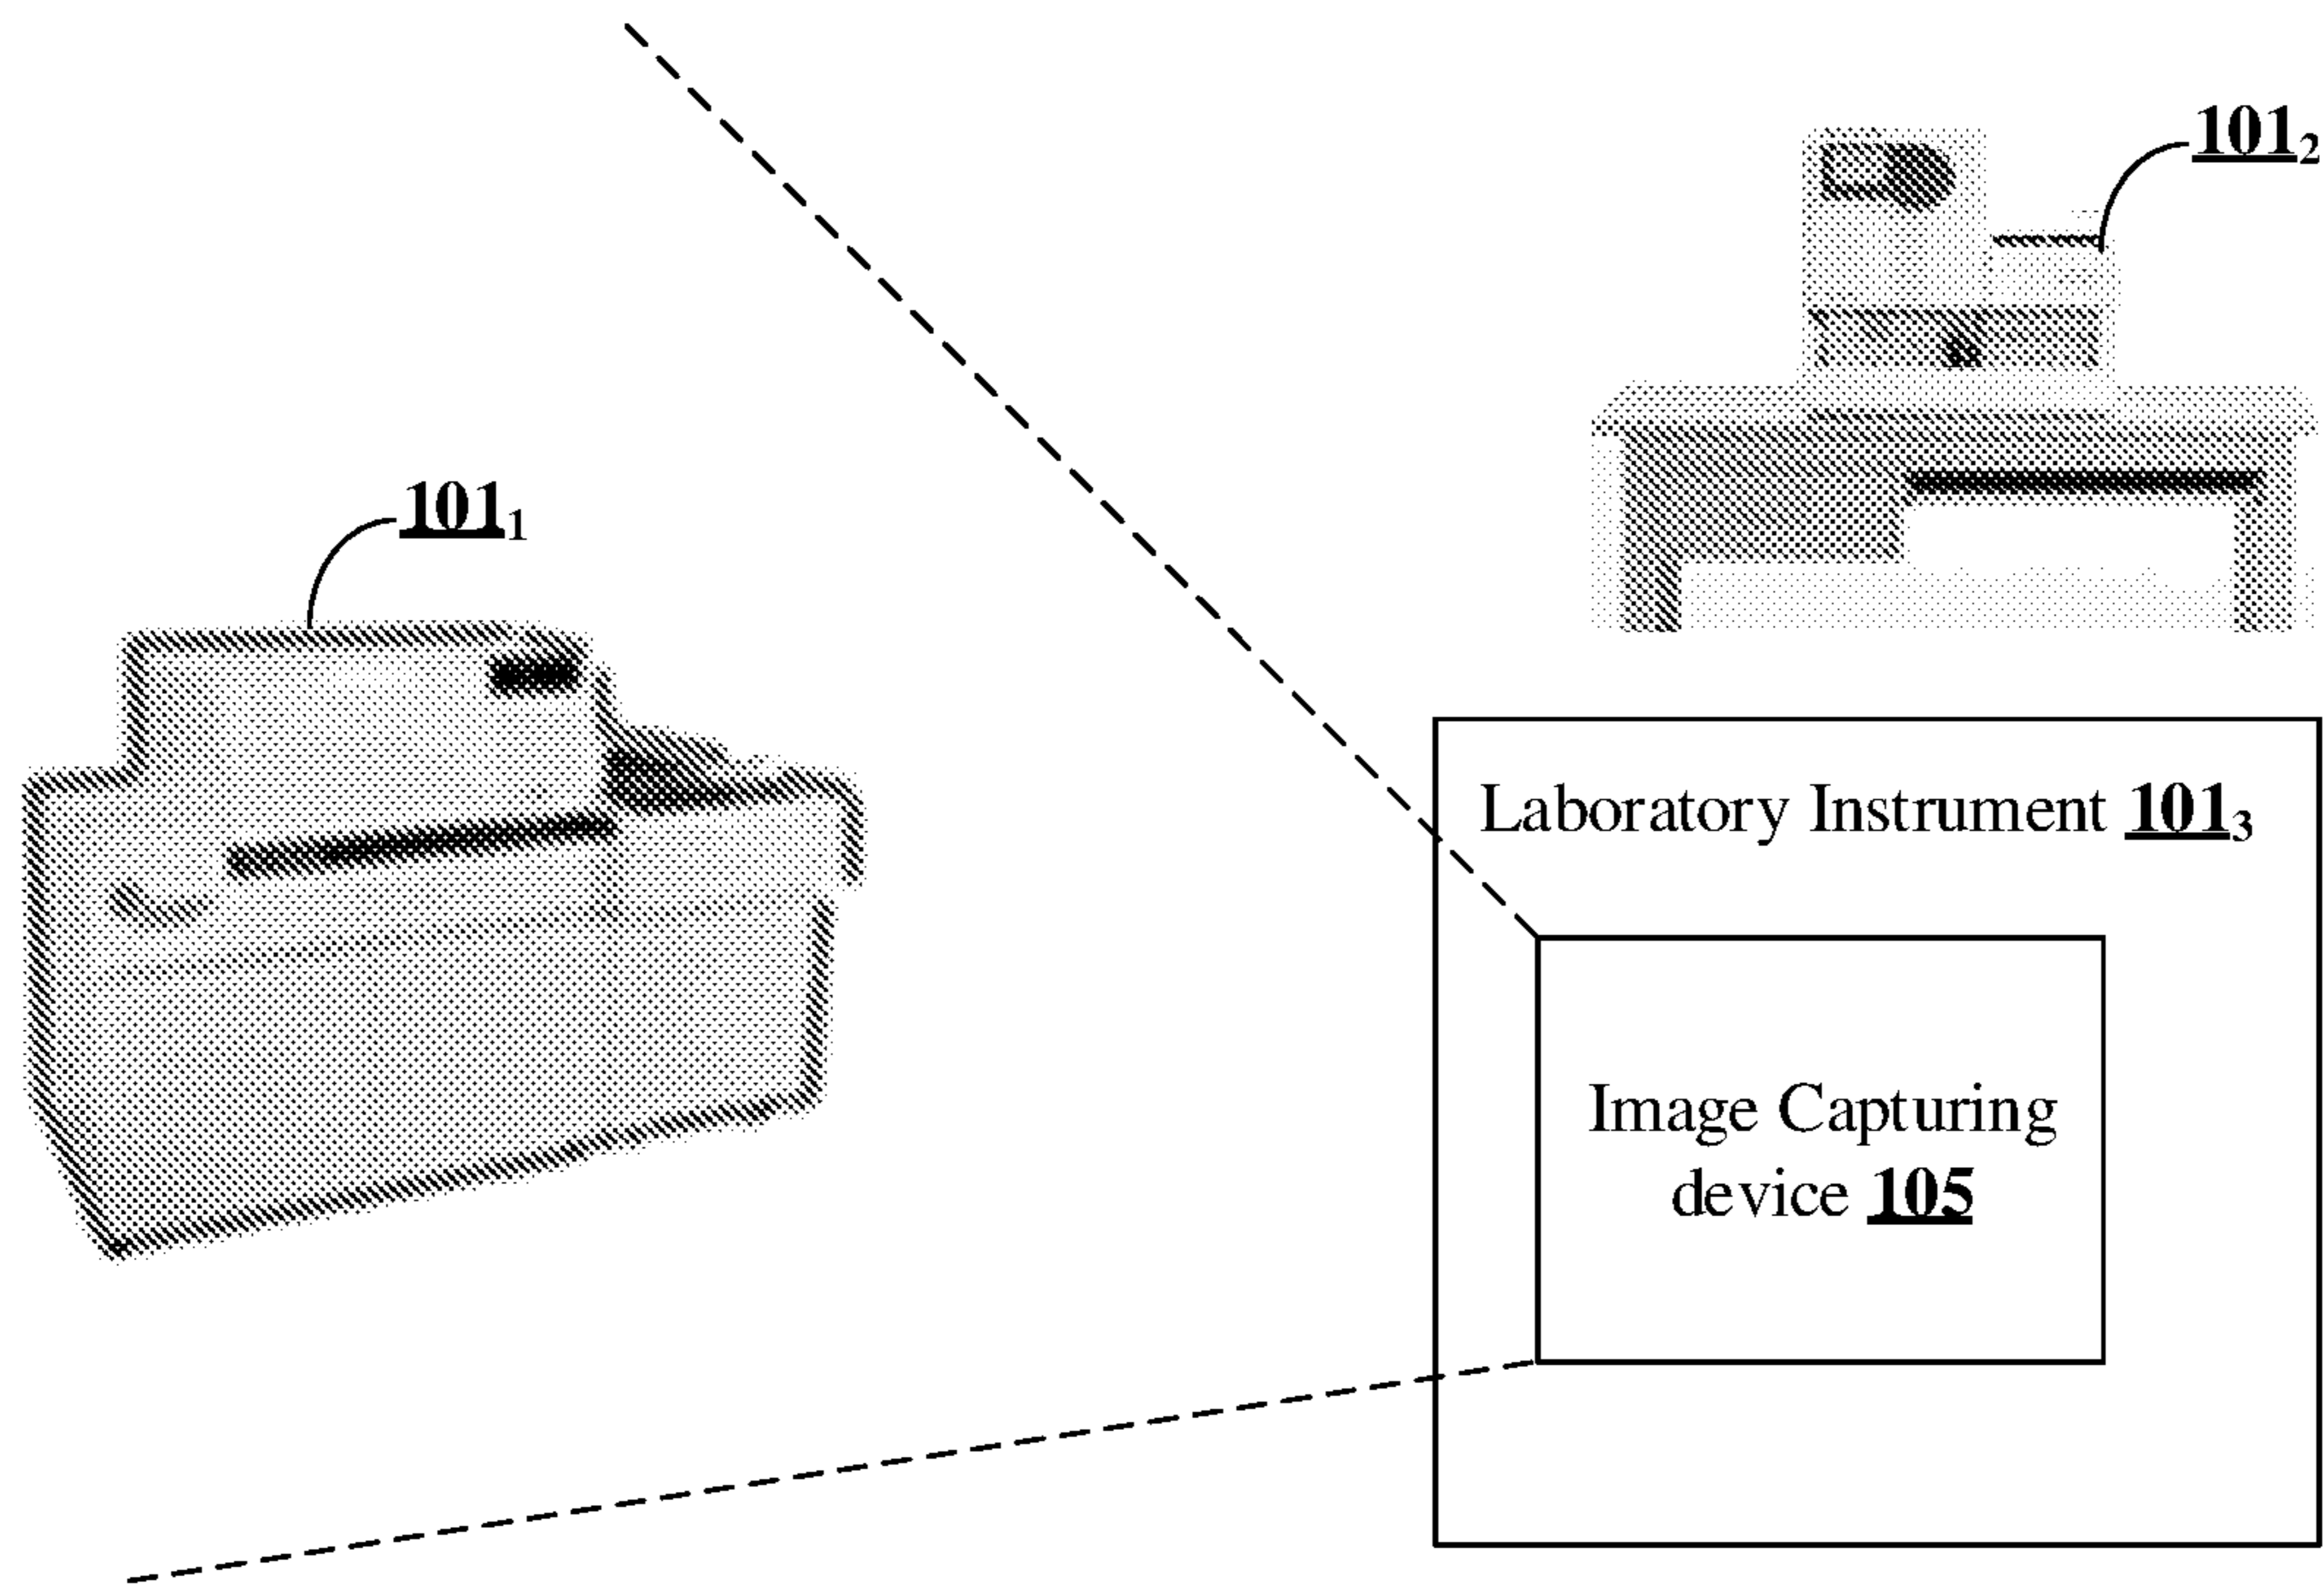 101₂
101₁
Laboratory Instrument 101₃
Image Capturing
device 105